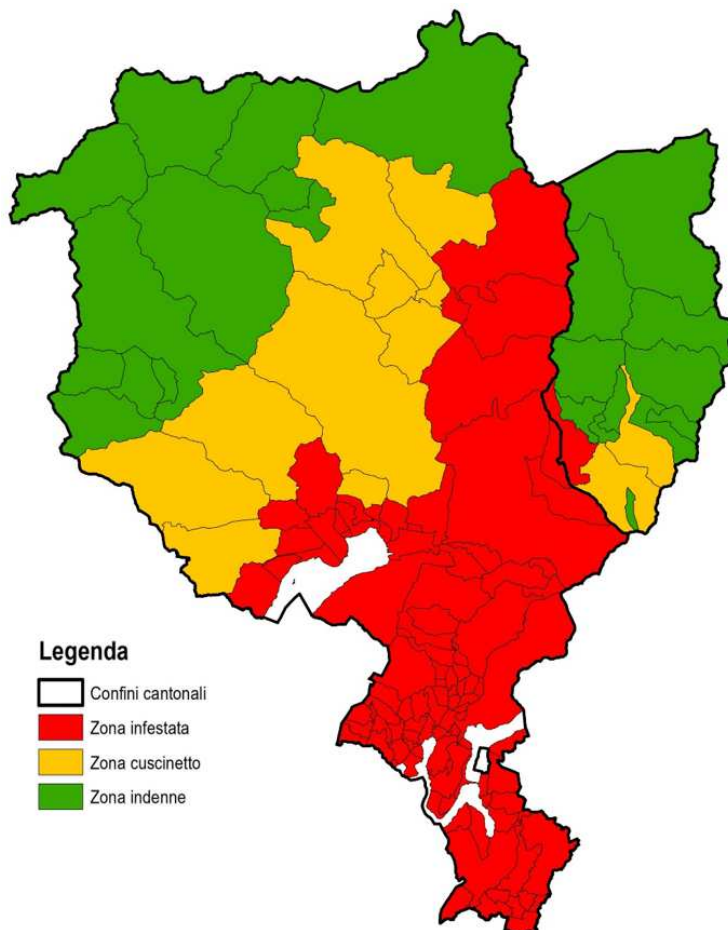 Legenda
Confini cantonali
Zona infestata
Zona cuscinetto
Zona indenne